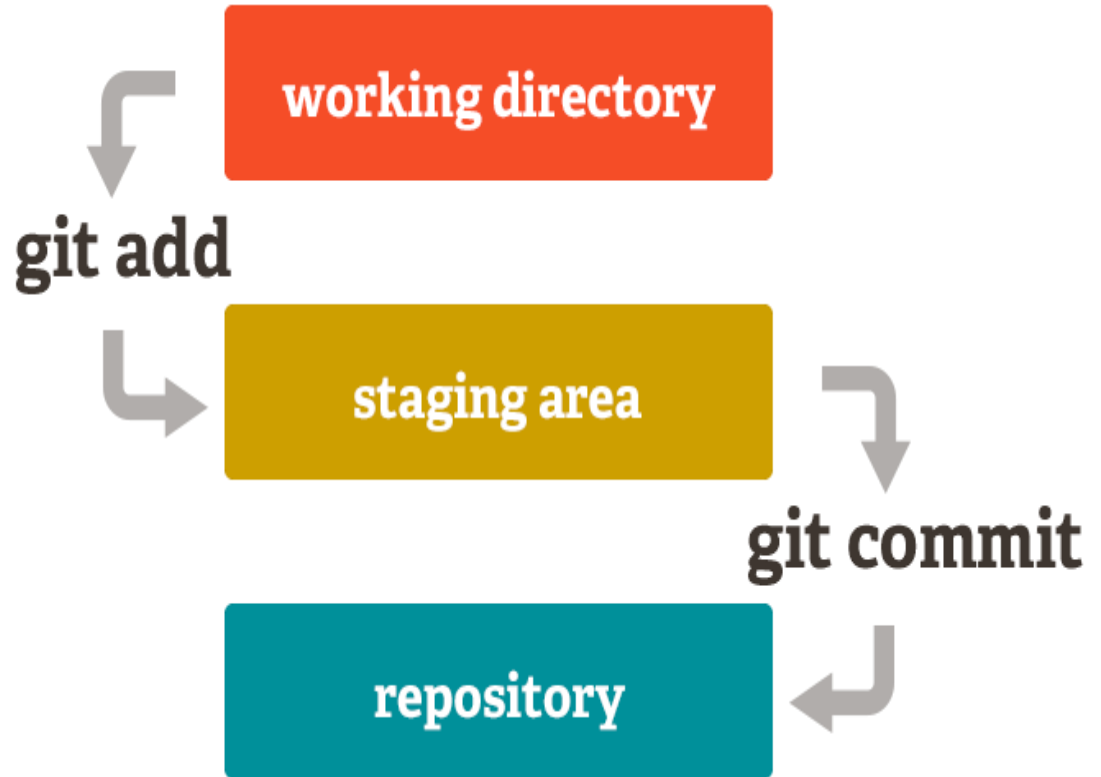 working directory
git add
staging area
git commit
repository